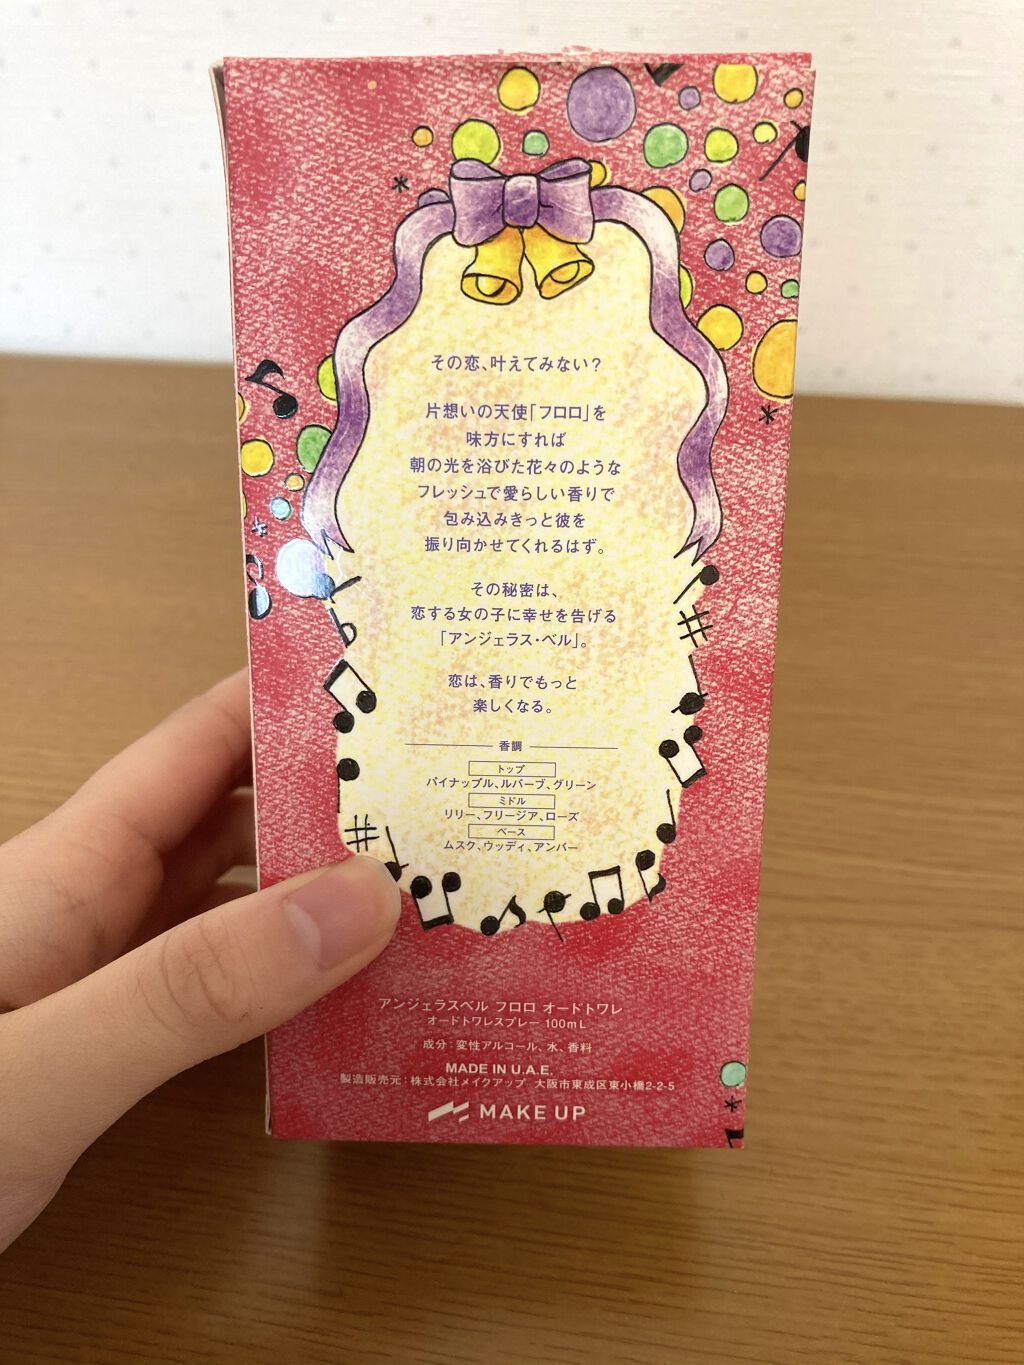 その恋、叶えてみない?
片想いの天使「フロロ」を
味方にすれば
朝の光を浴びた花々のような
フレッシュで愛らしい香りで
包み込みきっと彼を
振り向かせてくれるはず。
その秘密は、
恋する女の子に幸せを告げる
「アンジェラス・ベル」。
恋は、香りでもっと
楽しくなる。
香調
トップ
パイナップル、ルバーブ、グリーン
ミドル
リリー、フリージア、ローズ
ベース
ムスク、ウッディ、アンバー
アンジェラスベル フロロ オードトワレ
オードトワレスプレー 100mL
成分:変性アルコール、水、香料
MADE IN U.A.E.
製造販売元:株式会社メイクアップ 大阪市東成区東小橋2-2-5
MAKE UP